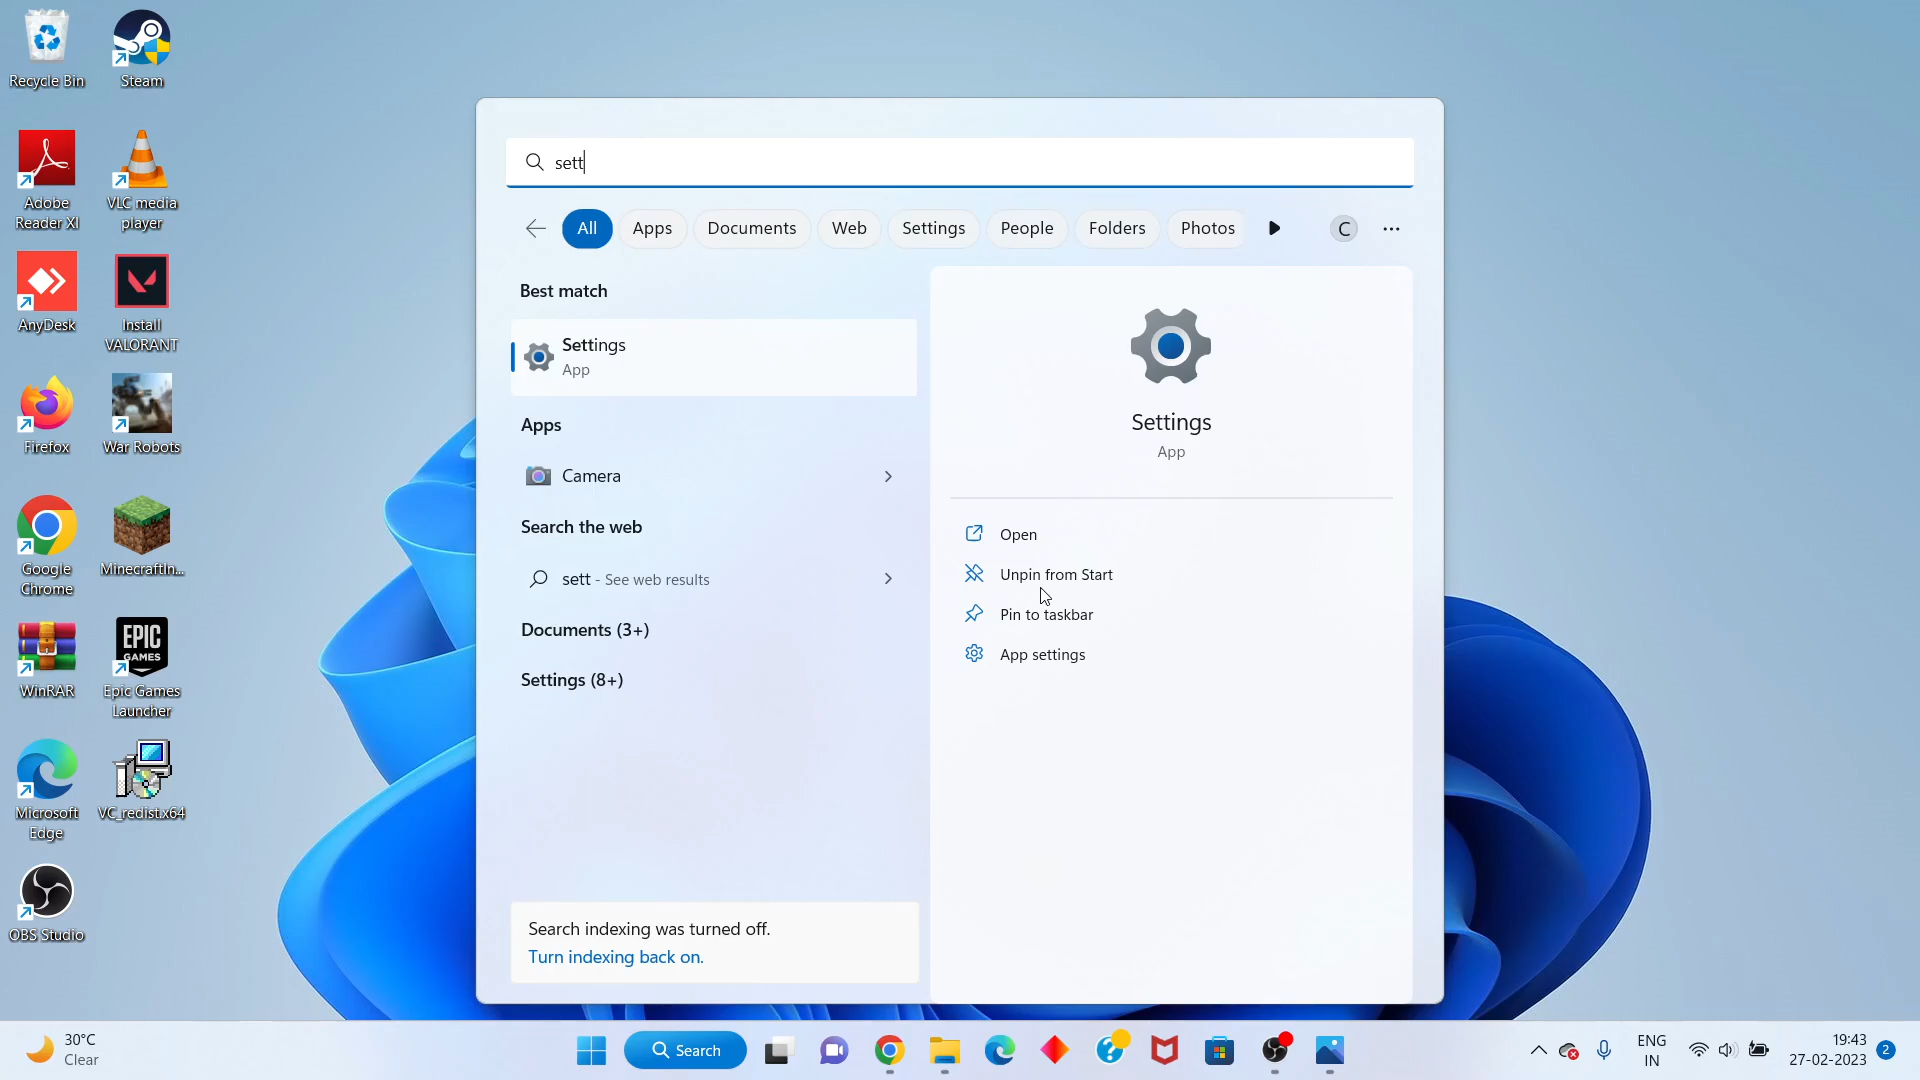 Recycle Bin
Steam
Adobe
Reader XI
VLC media
player
AnyDesk
Install
VALORANT
Firefox
War Robots
Google
Chrome
MinecraftIn...
WinRAR
EPIC
GAMES
Epic Games
Launcher
Microsoft
Edge
VC_redist.x64
OBS Studio
sett
All
Apps
Documents
Web
Settings
People
Folders
Photos
C
Best match
Settings
App
Apps
Camera
Search the web
sett - See web results
Documents (3+)
Settings (8+)
Search indexing was turned off.
Turn indexing back on.
Settings
App
Open
Unpin from Start
Pin to taskbar
App settings
30°C
Clear
Search
ENG
IN
19:43
27-02-2023
2